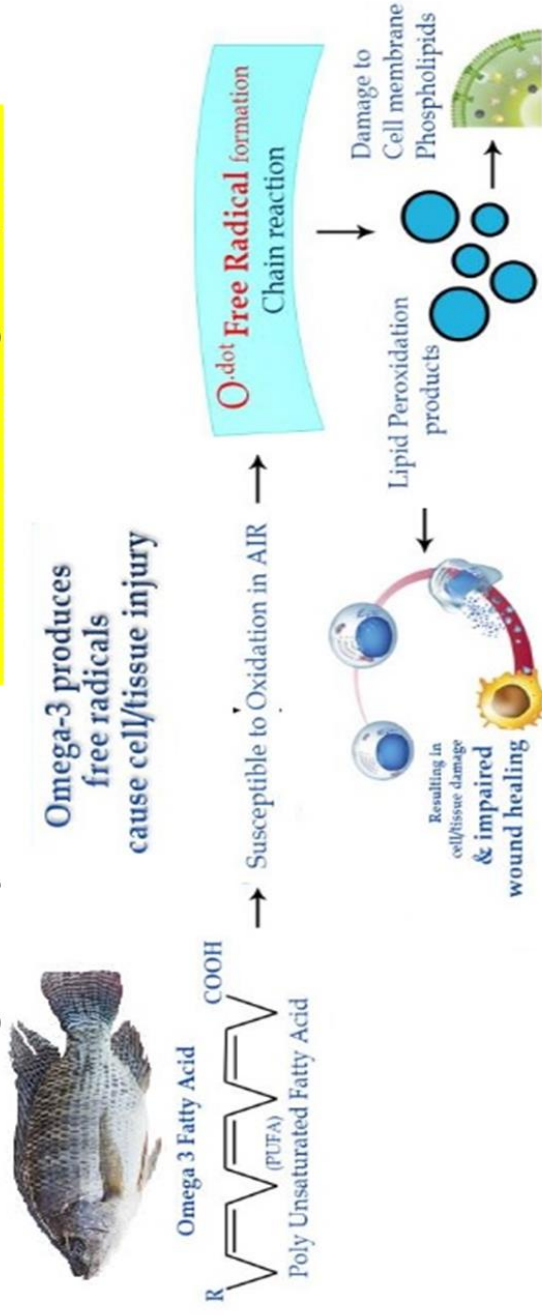 Omega-3 produces
free radicals
cause cell/tissue injury
Omega 3 Fatty Acid
R
COOH
(PUFA)
Poly Unsaturated Fatty Acid
Susceptible to Oxidation in AIR
O.dot Free Radical formation
Chain reaction
Lipid Peroxidation
products
Damage to
Cell membrane
Phospholipids
Resulting in
cell/tissue damage
& impaired
wound healing